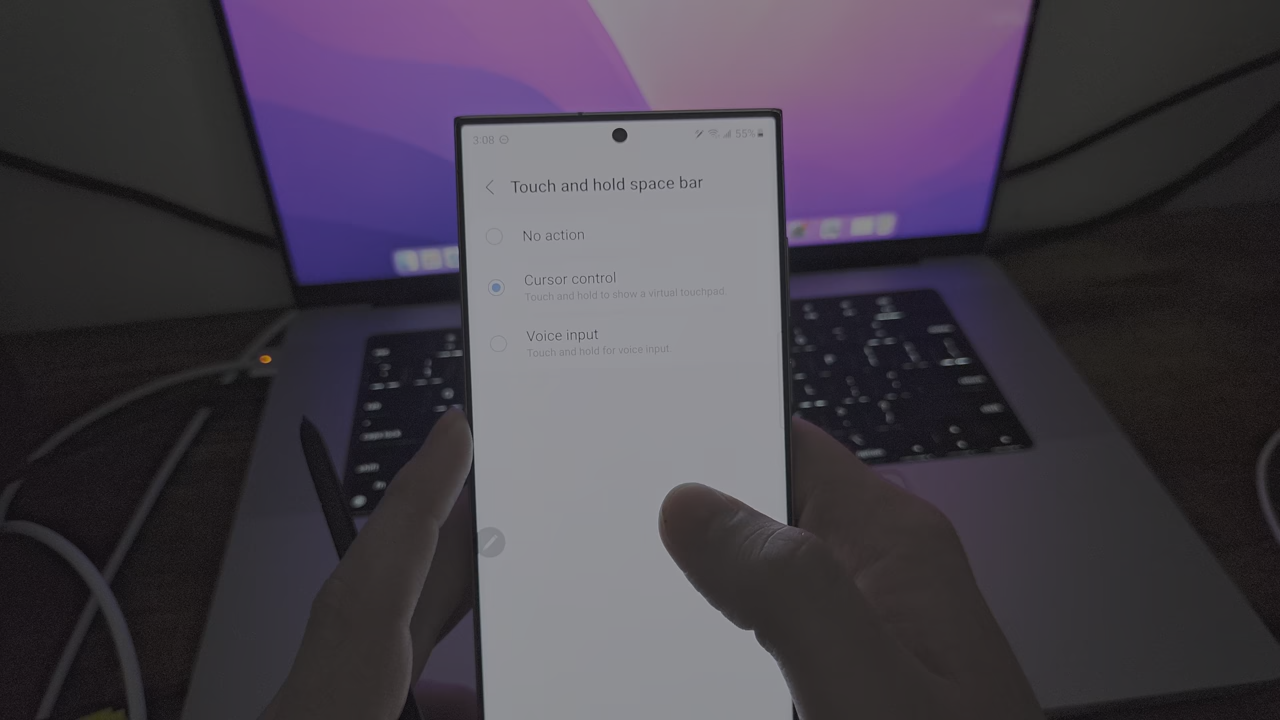 3:08
55%
Touch and hold space bar
No action
Cursor control
Touch and hold to show a virtual touchpad.
Voice input
Touch and hold for voice input.